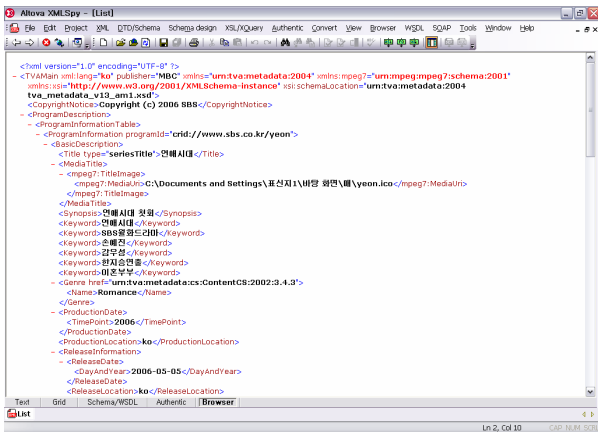 Altova XMLSpy - [List]
File Edit Project XML DTD/Schema Schema design XSL/XQuery Authentic Convert View Browser WSDL SOAP Tools Window Help
<?xml version="1.0" encoding="UTF-8" ?>
- <TVAMain xml:lang="ko" publisher="MBC" xmlns="urn:tva:metadata:2004" xmlns:mpeg7="urn:mpeg:mpeg7:schema:2001"
xmlns:xsi="http://www.w3.org/2001/XMLSchema-instance" xsi:schemaLocation="urn:tva:metadata:2004
tva_metadata_v13_am1.xsd">
<CopyrightNotice>Copyright (c) 2006 SBS</CopyrightNotice>
- <ProgramDescription>
- <ProgramInformationTable>
- <ProgramInformation programId="crid://www.sbs.co.kr/yeon">
- <BasicDescription>
<Title type="seriesTitle">연애시대</Title>
- <MediaTitle>
- <mpeg7:TitleImage>
<mpeg7:MediaUri>C:\Documents and Settings\표신지1\바탕 화면\매\yeon.ico</mpeg7:MediaUri>
</mpeg7:TitleImage>
</MediaTitle>
<Synopsis>연애시대 첫회</Synopsis>
<Keyword>연애시대</Keyword>
<Keyword>SBS월화드라마</Keyword>
<Keyword>손예진</Keyword>
<Keyword>감우성</Keyword>
<Keyword>한지승연출</Keyword>
<Keyword>이혼부부</Keyword>
- <Genre href="urn:tva:metadata:cs:ContentCS:2002:3.4.3">
<Name>Romance</Name>
</Genre>
- <ProductionDate>
<TimePoint>2006</TimePoint>
</ProductionDate>
<ProductionLocation>ko</ProductionLocation>
- <ReleaseInformation>
- <ReleaseDate>
<DayAndYear>2006-05-05</DayAndYear>
</ReleaseDate>
<ReleaseLocation>ko</ReleaseLocation>
Text Grid Schema/WSDL Authentic Browser
List
Ln 2, Col 10 CAP NUM SCRL